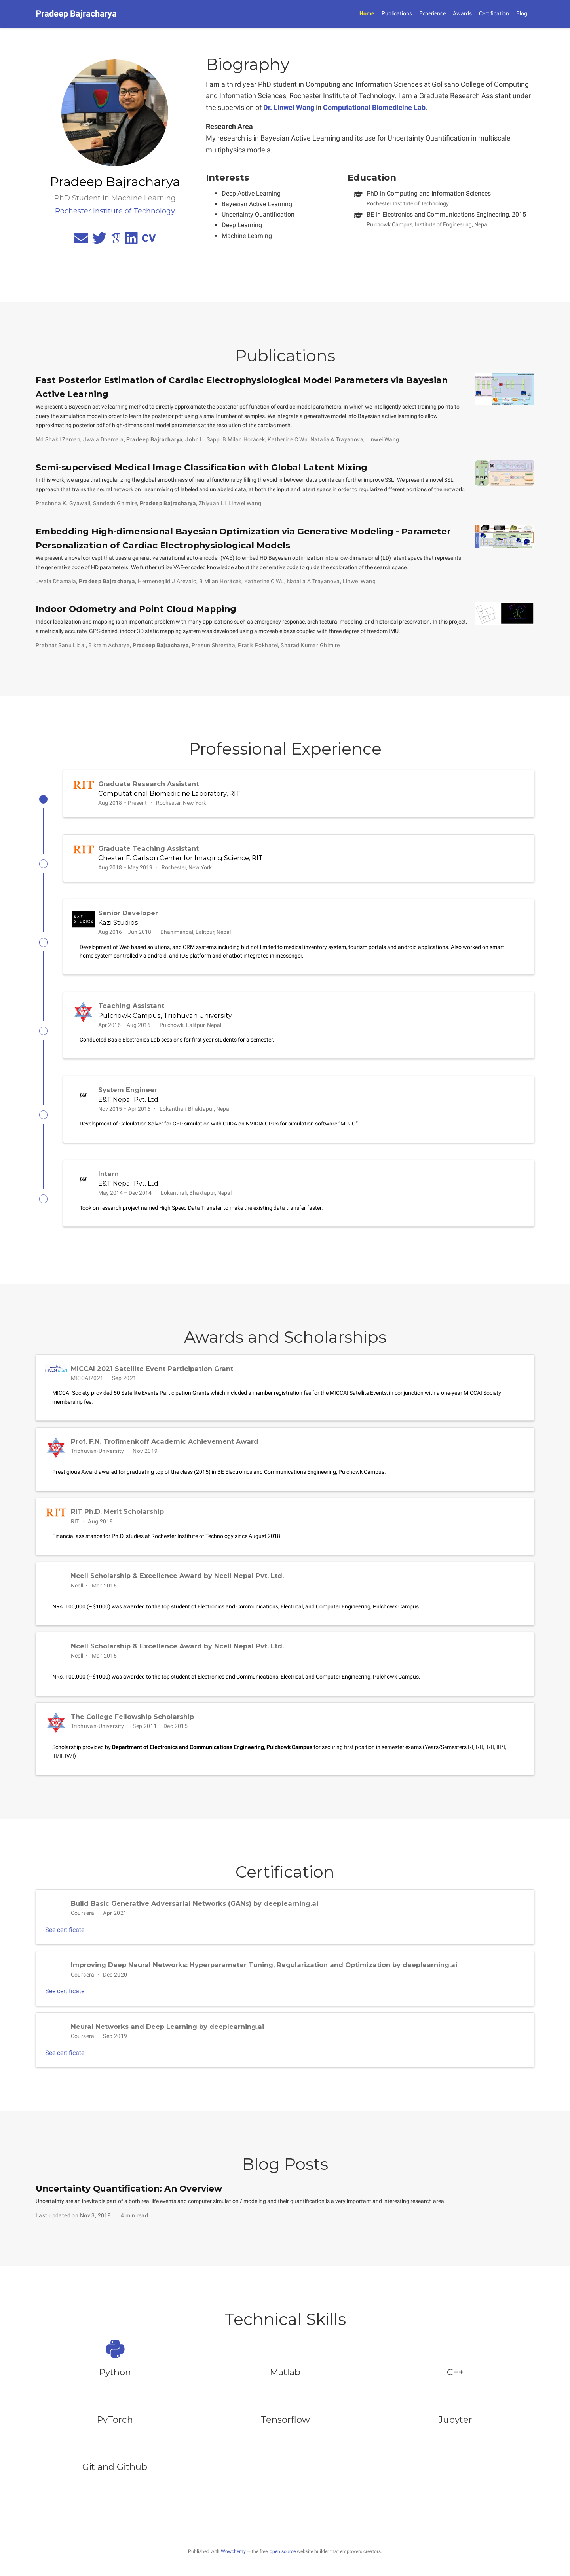 Pradeep Bajracharya
Home Publications Experience Awards Certification Blog
Pradeep Bajracharya
PhD Student in Machine Learning
Rochester Institute of Technology
CV
Biography
I am a third year PhD student in Computing and Information Sciences at Golisano College of Computing
and Information Sciences, Rochester Institute of Technology. I am a Graduate Research Assistant under
the supervision of Dr. Linwei Wang in Computational Biomedicine Lab.
Research Area
My research is in Bayesian Active Learning and its use for Uncertainty Quantification in multiscale
multiphysics models.
Interests
Deep Active Learning
Bayesian Active Learning
Uncertainty Quantification
Deep Learning
Machine Learning
Education
PhD in Computing and Information Sciences
Rochester Institute of Technology
BE in Electronics and Communications Engineering, 2015
Pulchowk Campus, Institute of Engineering, Nepal
Publications
Fast Posterior Estimation of Cardiac Electrophysiological Model Parameters via Bayesian
Active Learning
We present a Bayesian active learning method to directly approximate the posterior pdf function of cardiac model parameters, in which we intelligently select training points to
query the simulation model in order to learn the posterior pdf using a small number of samples. We integrate a generative model into Bayesian active learning to allow
approximating posterior pdf of high-dimensional model parameters at the resolution of the cardiac mesh.
Md Shakil Zaman, Jwala Dhamala, Pradeep Bajracharya, John L. Sapp, B Milan Horácek, Katherine C Wu, Natalia A Trayanova, Linwei Wang
Semi-supervised Medical Image Classification with Global Latent Mixing
In this work, we argue that regularizing the global smoothness of neural functions by filling the void in between data points can further improve SSL. We present a novel SSL
approach that trains the neural network on linear mixing of labeled and unlabeled data, at both the input and latent space in order to regularize different portions of the network.
Prashnna K. Gyawali, Sandesh Ghimire, Pradeep Bajracharya, Zhiyuan Li, Linwei Wang
Embedding High-dimensional Bayesian Optimization via Generative Modeling - Parameter
Personalization of Cardiac Electrophysiological Models
We present a novel concept that uses a generative variational auto-encoder (VAE) to embed HD Bayesian optimization into a low-dimensional (LD) latent space that represents
the generative code of HD parameters. We further utilize VAE-encoded knowledge about the generative code to guide the exploration of the search space.
Jwala Dhamala, Pradeep Bajracharya, Hermenegild J Arevalo, B Milan Horácek, Katherine C Wu, Natalia A Trayanova, Linwei Wang
Indoor Odometry and Point Cloud Mapping
Indoor localization and mapping is an important problem with many applications such as emergency response, architectural modeling, and historical preservation. In this project,
a metrically accurate, GPS-denied, indoor 3D static mapping system was developed using a moveable base coupled with three degree of freedom IMU.
Prabhat Sanu Ligal, Bikram Acharya, Pradeep Bajracharya, Prasun Shrestha, Pratik Pokharel, Sharad Kumar Ghimire
Professional Experience
RIT
Graduate Research Assistant
Computational Biomedicine Laboratory, RIT
Aug 2018 – Present · Rochester, New York
RIT
Graduate Teaching Assistant
Chester F. Carlson Center for Imaging Science, RIT
Aug 2018 – May 2019 · Rochester, New York
KAZI
STUDIOS
Senior Developer
Kazi Studios
Aug 2016 – Jun 2018 · Bhanimandal, Lalitpur, Nepal
Development of Web based solutions, and CRM systems including but not limited to medical inventory system, tourism portals and android applications. Also worked on smart
home system controlled via android, and IOS platform and chatbot integrated in messenger.
Teaching Assistant
Pulchowk Campus, Tribhuvan University
Apr 2016 – Aug 2016 · Pulchowk, Lalitpur, Nepal
Conducted Basic Electronics Lab sessions for first year students for a semester.
System Engineer
E&T Nepal Pvt. Ltd.
Nov 2015 – Apr 2016 · Lokanthali, Bhaktapur, Nepal
Development of Calculation Solver for CFD simulation with CUDA on NVIDIA GPUs for simulation software "MUJO".
Intern
E&T Nepal Pvt. Ltd.
May 2014 – Dec 2014 · Lokanthali, Bhaktapur, Nepal
Took on research project named High Speed Data Transfer to make the existing data transfer faster.
Awards and Scholarships
MICCAI 2021 Satellite Event Participation Grant
MICCAI2021 · Sep 2021
MICCAI Society provided 50 Satellite Events Participation Grants which included a member registration fee for the MICCAI Satellite Events, in conjunction with a one-year MICCAI Society
membership fee.
Prof. F.N. Trofimenkoff Academic Achievement Award
Tribhuvan-University · Nov 2019
Prestigious Award awarded for graduating top of the class (2015) in BE Electronics and Communications Engineering, Pulchowk Campus.
RIT
RIT Ph.D. Merit Scholarship
RIT · Aug 2018
Financial assistance for Ph.D. studies at Rochester Institute of Technology since August 2018
Ncell Scholarship & Excellence Award by Ncell Nepal Pvt. Ltd.
Ncell · Mar 2016
NRs. 100,000 (~$1000) was awarded to the top student of Electronics and Communications, Electrical, and Computer Engineering, Pulchowk Campus.
Ncell Scholarship & Excellence Award by Ncell Nepal Pvt. Ltd.
Ncell · Mar 2015
NRs. 100,000 (~$1000) was awarded to the top student of Electronics and Communications, Electrical, and Computer Engineering, Pulchowk Campus.
The College Fellowship Scholarship
Tribhuvan-University · Sep 2011 – Dec 2015
Scholarship provided by Department of Electronics and Communications Engineering, Pulchowk Campus for securing first position in semester exams (Years/Semesters I/I, I/II, II/II, III/I,
III/II, IV/I)
Certification
Build Basic Generative Adversarial Networks (GANs) by deeplearning.ai
Coursera · Apr 2021
See certificate
Improving Deep Neural Networks: Hyperparameter Tuning, Regularization and Optimization by deeplearning.ai
Coursera · Dec 2020
See certificate
Neural Networks and Deep Learning by deeplearning.ai
Coursera · Sep 2019
See certificate
Blog Posts
Uncertainty Quantification: An Overview
Uncertainty are an inevitable part of a both real life events and computer simulation / modeling and their quantification is a very important and interesting research area.
Last updated on Nov 3, 2019 · 4 min read
Technical Skills
Python
Matlab
C++
PyTorch
Tensorflow
Jupyter
Git and Github
Published with Wowchemy — the free, open source website builder that empowers creators.